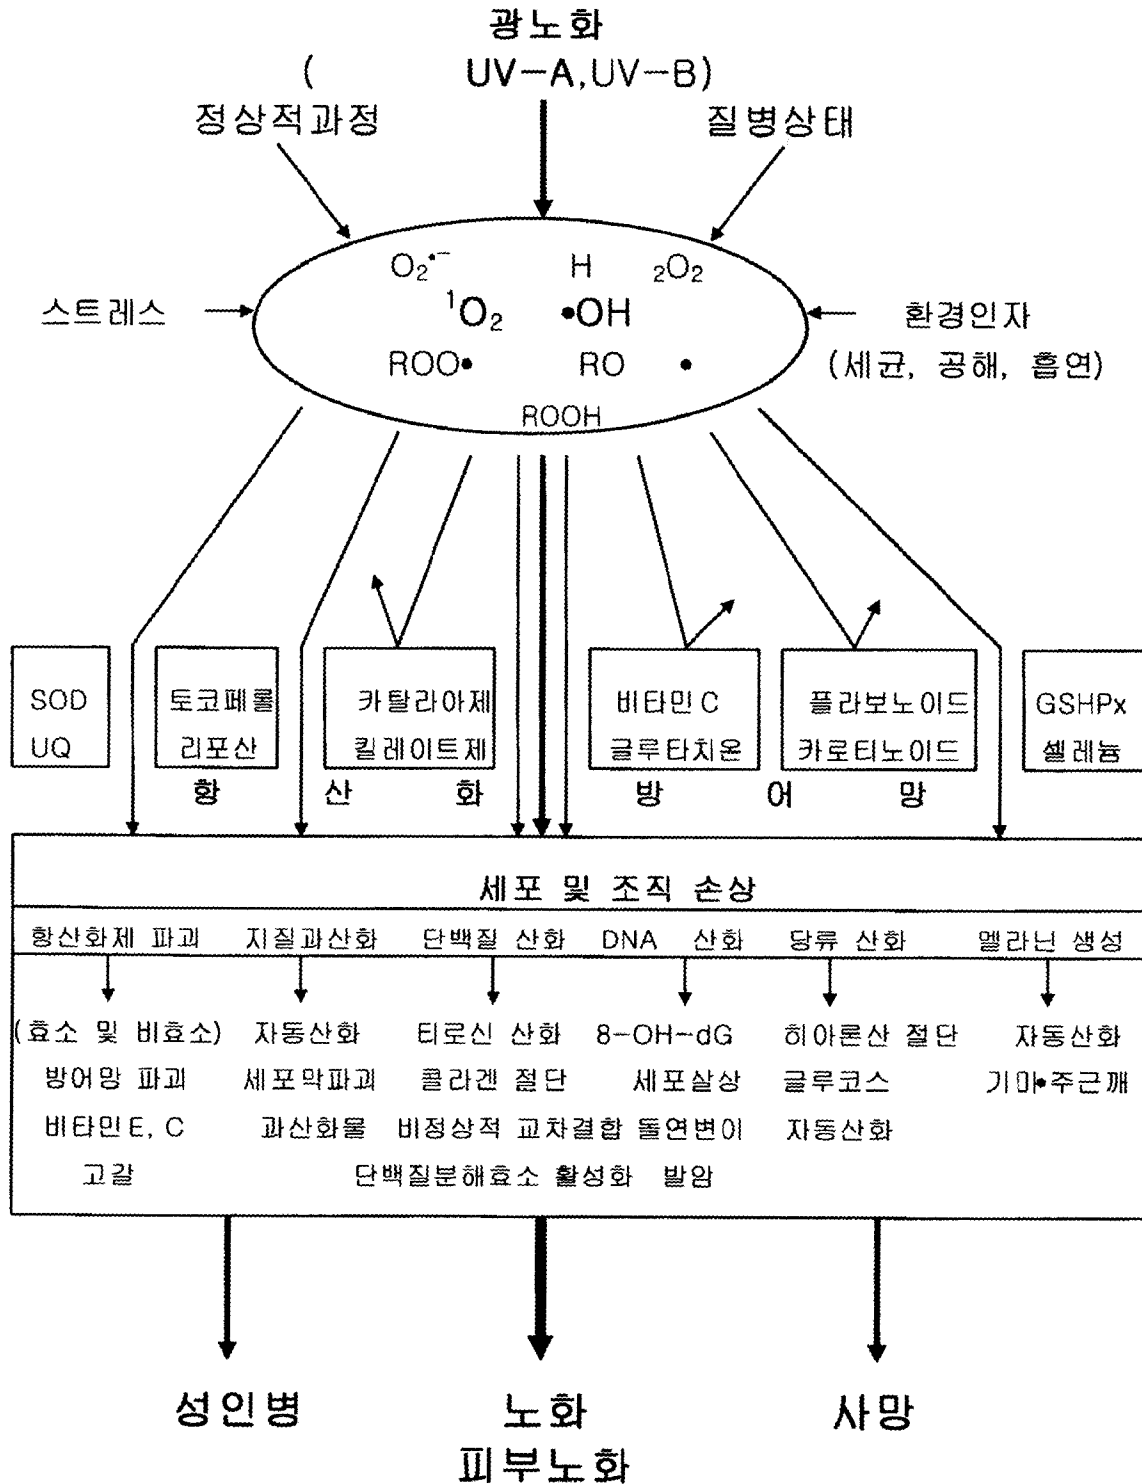 광노화
( UV-A,UV-B)
정상적과정 질병상태
O₂•⁻ H ₂O₂
스트레스 ¹O₂ •OH 환경인자
ROO• RO • (세균, 공해, 흡연)
ROOH
SOD 토코페롤 카탈라아제 비타민 C 플라보노이드 GSHPx
UQ 리포산 킬레이트제 글루타치온 카로티노이드 셀레늄
항 산 화 방 어 망
세포 및 조직 손상
항산화제 파괴 지질과산화 단백질 산화 DNA 산화 당류 산화 멜라닌 생성
(효소 및 비효소) 자동산화 티로신 산화 8-OH-dG 히아론산 절단 자동산화
방어망 파괴 세포막파괴 콜라겐 절단 세포살상 글루코스 기미•주근깨
비타민 E, C 과산화물 비정상적 교차결합 돌연변이 자동산화
고갈 단백질분해효소 활성화 발암
성인병 노화 사망
피부노화